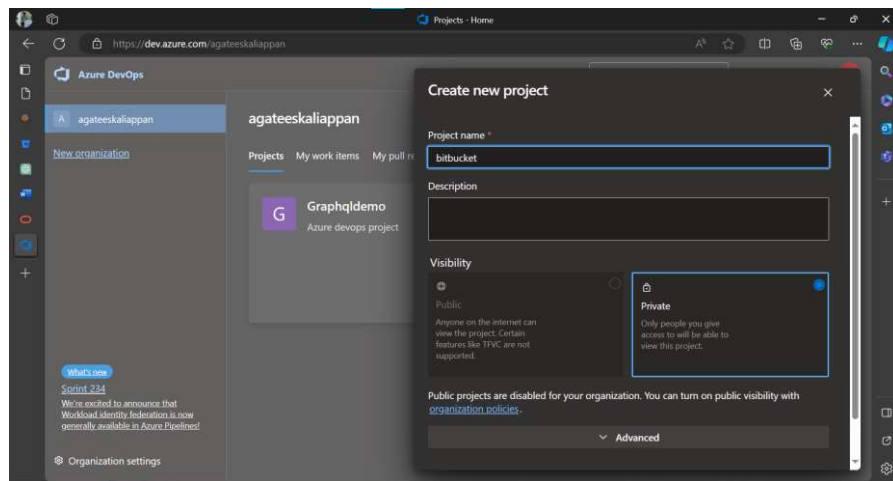 Projects - Home
https://dev.azure.com/agateeskaliappan
Azure DevOps
A agateeskaliappan
New organization
What's new
Sprint 234
We're excited to announce that
Workload identity federation is now
generally available in Azure Pipelines!
Organization settings
agateeskaliappan
Projects My work items My pull re
G
Graphqldemo
Azure devops project
Create new project
Project name *
bitbucket
Description
Visibility
Public
Anyone on the internet can
view the project. Certain
features like TFVC are not
supported.
Private
Only people you give
access to will be able to
view this project.
Public projects are disabled for your organization. You can turn on public visibility with
organization policies.
Advanced